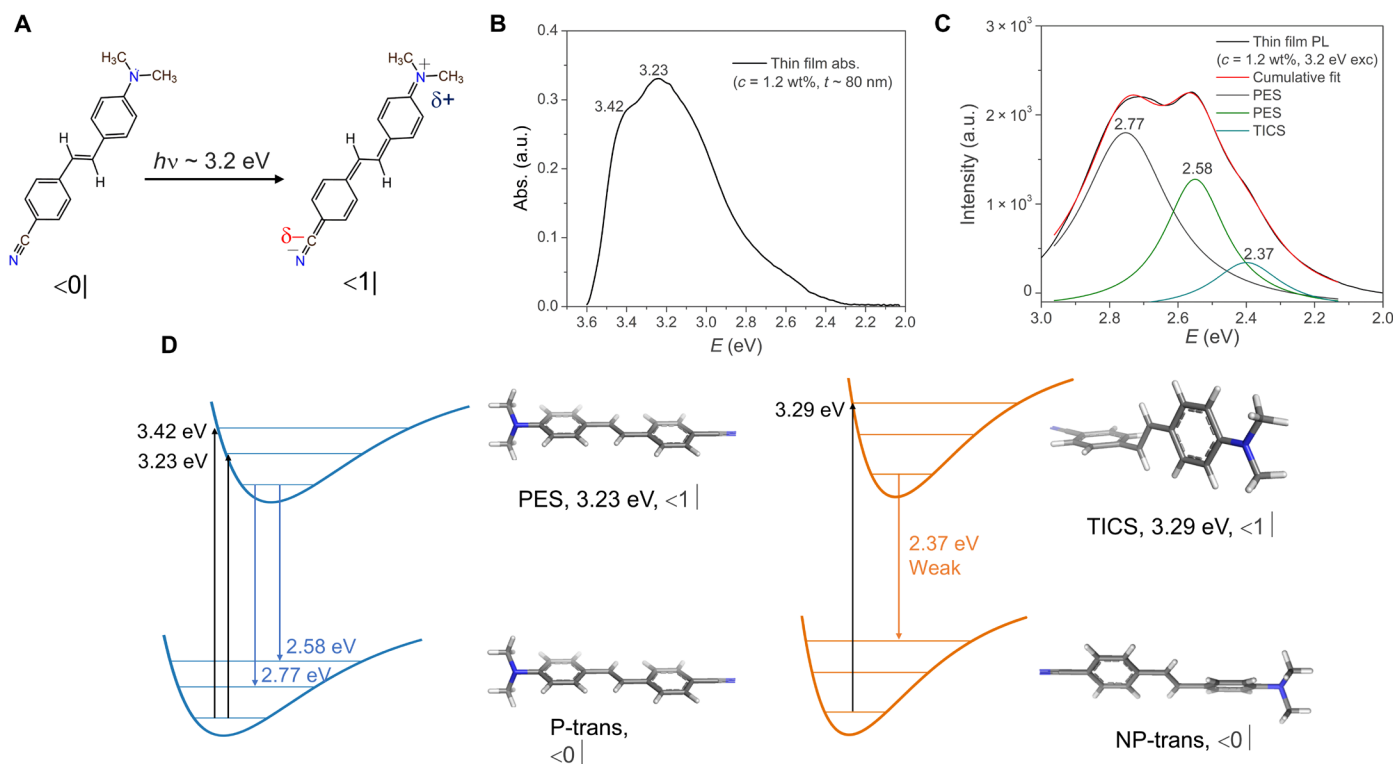 A
H₃C
CH₃
N
H
H
C
N
<0|
hν ~ 3.2 eV
H₃C
+
CH₃
N
δ+
H
H
δ−
C
−
N
<1|
B
Abs. (a.u.)
0.4
0.3
0.2
0.1
0.0
3.42
3.23
Thin film abs.
(c = 1.2 wt%, t ~ 80 nm)
3.6 3.4 3.2 3.0 2.8 2.6 2.4 2.2 2.0
E (eV)
C
Intensity (a.u.)
3 × 10³
2 × 10³
1 × 10³
0
Thin film PL
(c = 1.2 wt%, 3.2 eV exc)
Cumulative fit
PES
PES
TICS
2.77
2.58
2.37
3.0 2.8 2.6 2.4 2.2 2.0
E (eV)
D
3.42 eV
3.23 eV
2.58 eV
2.77 eV
PES, 3.23 eV, <1|
P-trans,
<0|
3.29 eV
2.37 eV
Weak
TICS, 3.29 eV, <1|
NP-trans, <0|